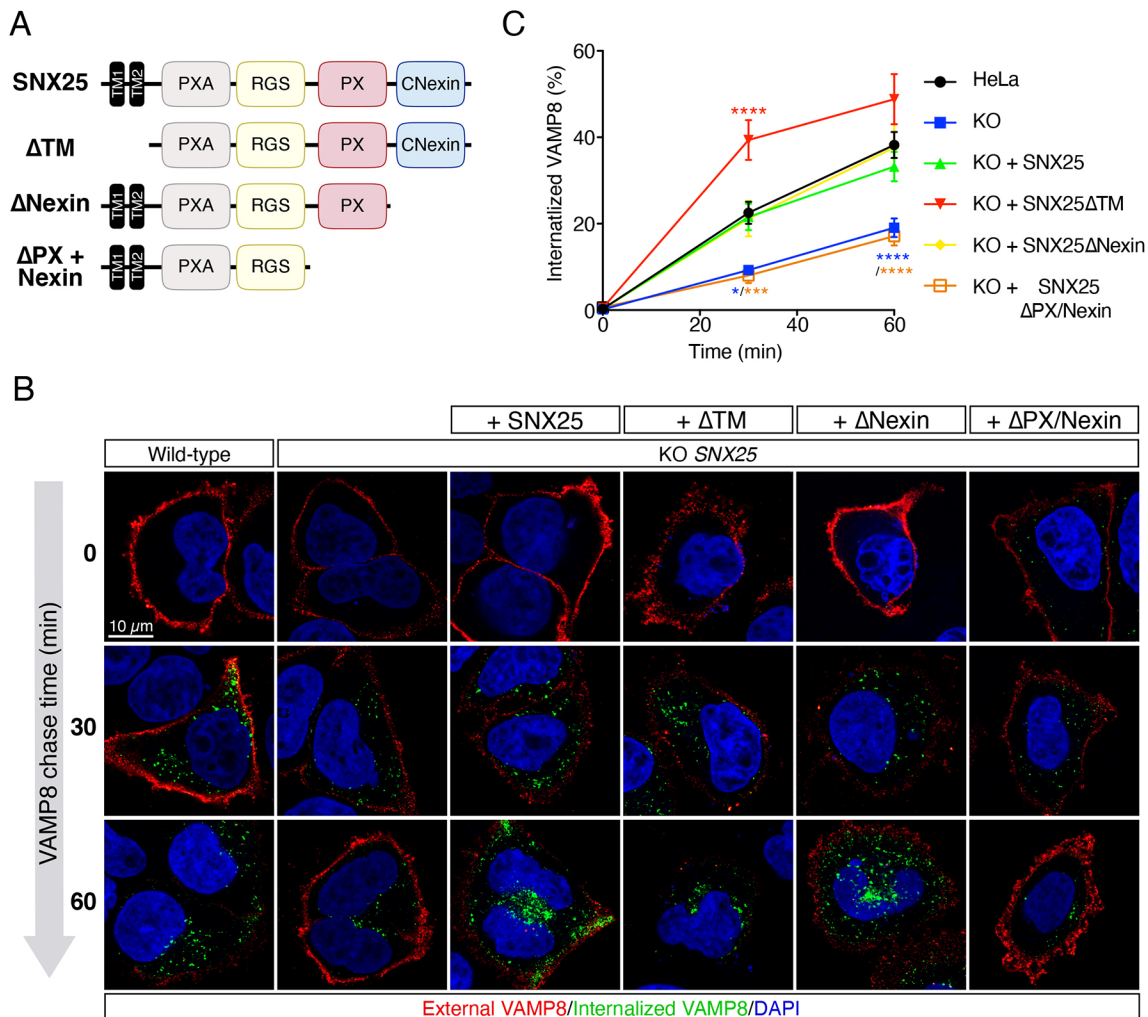 A
SNX25
TM1
TM2
PXA
RGS
PX
CNexin
ΔTM
PXA
RGS
PX
CNexin
ΔNexin
TM1
TM2
PXA
RGS
PX
ΔPX +
Nexin
TM1
TM2
PXA
RGS
C
Internatlized VAMP8 (%)
60
40
20
0
0
20
40
60
Time (min)
****
*/***
****
/****
HeLa
KO
KO + SNX25
KO + SNX25ΔTM
KO + SNX25ΔNexin
KO + SNX25
ΔPX/Nexin
B
+ SNX25
+ ΔTM
+ ΔNexin
+ ΔPX/Nexin
Wild-type
KO SNX25
VAMP8 chase time (min)
0
10 µm
30
60
External VAMP8/Internalized VAMP8/DAPI